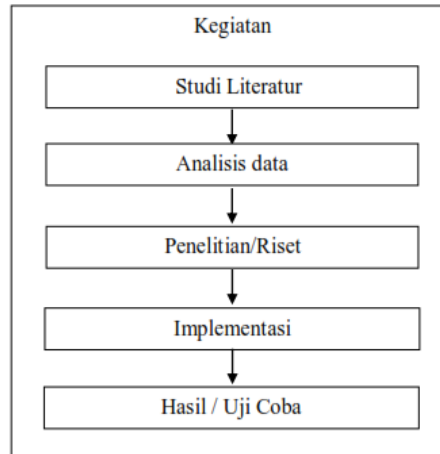 Kegiatan
Studi Literatur
Analisis data
Penelitian/Riset
Implementasi
Hasil / Uji Coba